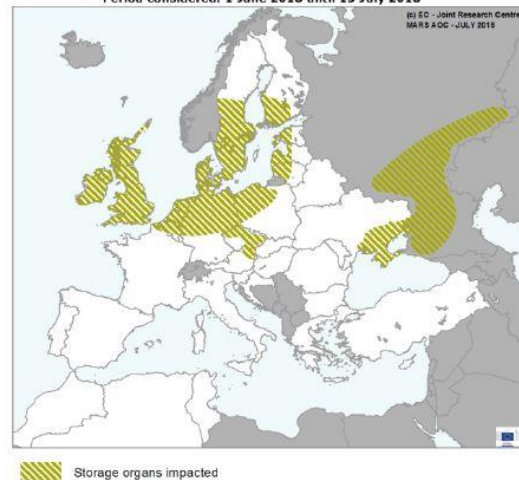 Period considered: 1 June 2018 until 15 July 2018
(c) EC - Joint Research Centre
MARS AOC - JULY 2018
Storage organs impacted